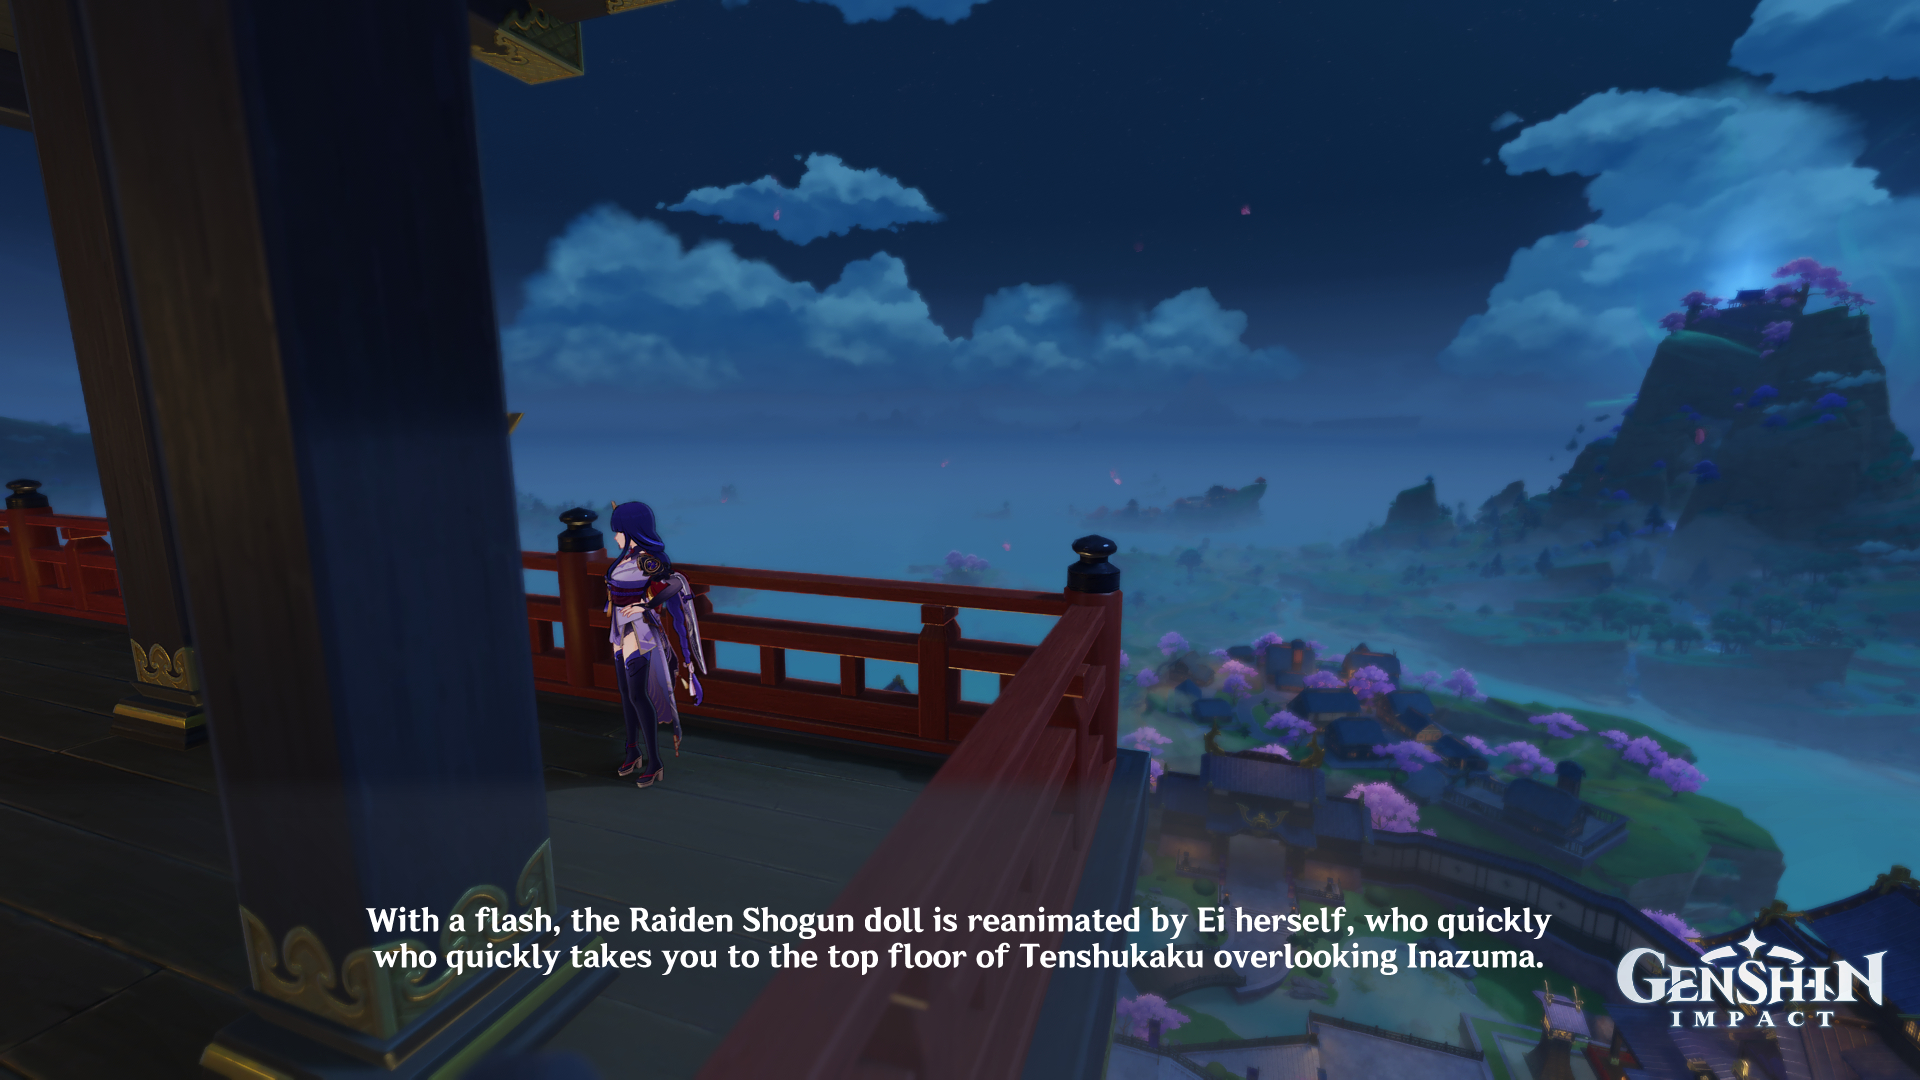 With a flash, the Raiden Shogun doll is reanimated by Ei herself, who quickly
who quickly takes you to the top floor of Tenshukaku overlooking Inazuma.
GENSHIN
IMPACT